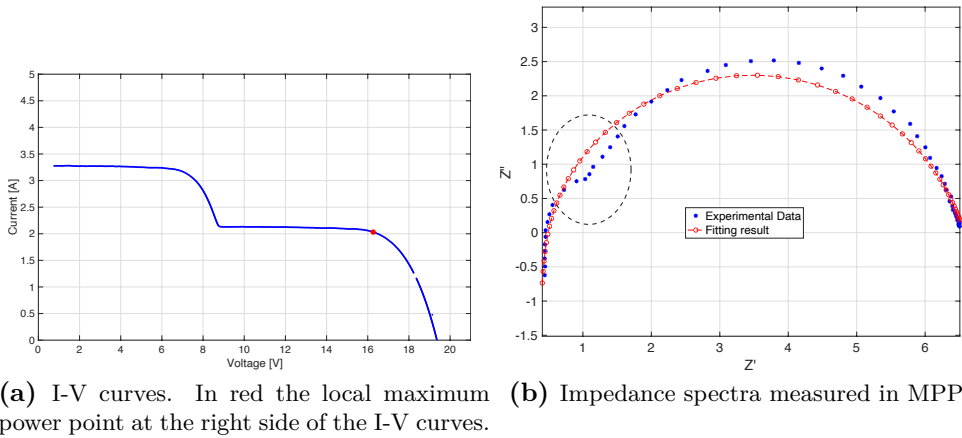 5
4.5
4
3.5
3
2.5
2
1.5
1
0.5
0
Current [A]
0 2 4 6 8 10 12 14 16 18 20
Voltage [V]
(a) I-V curves. In red the local maximum
power point at the right side of the I-V curves.
3
2.5
2
1.5
1
0.5
0
-0.5
-1
-1.5
Z''
Experimental Data
Fitting result
1 2 3 4 5 6
Z'
(b) Impedance spectra measured in MPP